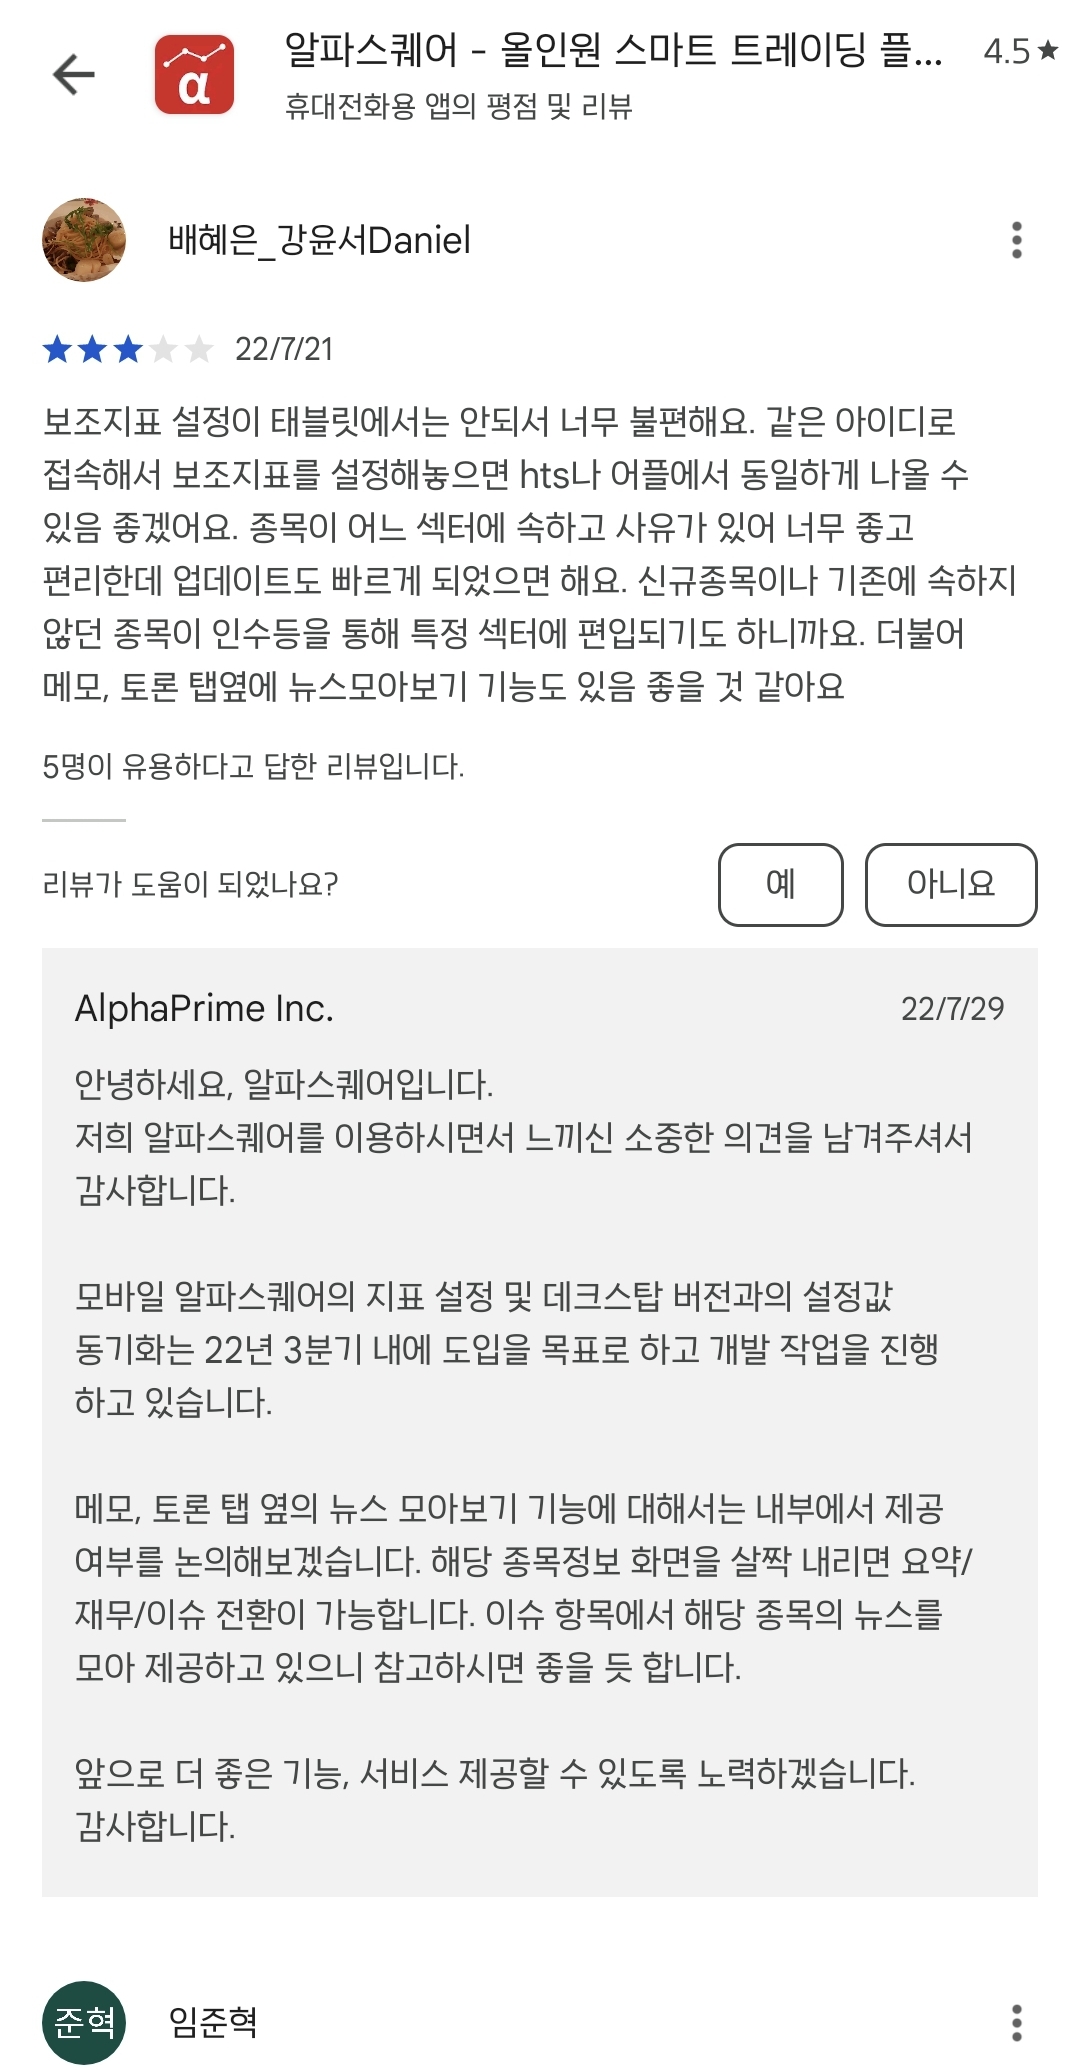 알파스퀘어 - 올인원 스마트 트레이딩 플...
4.5★
휴대전화용 앱의 평점 및 리뷰
배혜은_강윤서Daniel
22/7/21
보조지표 설정이 태블릿에서는 안되서 너무 불편해요. 같은 아이디로
접속해서 보조지표를 설정해놓으면 hts나 어플에서 동일하게 나올 수
있음 좋겠어요. 종목이 어느 섹터에 속하고 사유가 있어 너무 좋고
편리한데 업데이트도 빠르게 되었으면 해요. 신규종목이나 기존에 속하지
않던 종목이 인수등을 통해 특정 섹터에 편입되기도 하니까요. 더불어
메모, 토론 탭옆에 뉴스모아보기 기능도 있음 좋을 것 같아요
5명이 유용하다고 답한 리뷰입니다.
리뷰가 도움이 되었나요?
예
아니요
AlphaPrime Inc.
22/7/29
안녕하세요, 알파스퀘어입니다.
저희 알파스퀘어를 이용하시면서 느끼신 소중한 의견을 남겨주셔서
감사합니다.
모바일 알파스퀘어의 지표 설정 및 데크스탑 버전과의 설정값
동기화는 22년 3분기 내에 도입을 목표로 하고 개발 작업을 진행
하고 있습니다.
메모, 토론 탭 옆의 뉴스 모아보기 기능에 대해서는 내부에서 제공
여부를 논의해보겠습니다. 해당 종목정보 화면을 살짝 내리면 요약/
재무/이슈 전환이 가능합니다. 이슈 항목에서 해당 종목의 뉴스를
모아 제공하고 있으니 참고하시면 좋을 듯 합니다.
앞으로 더 좋은 기능, 서비스 제공할 수 있도록 노력하겠습니다.
감사합니다.
준혁
임준혁